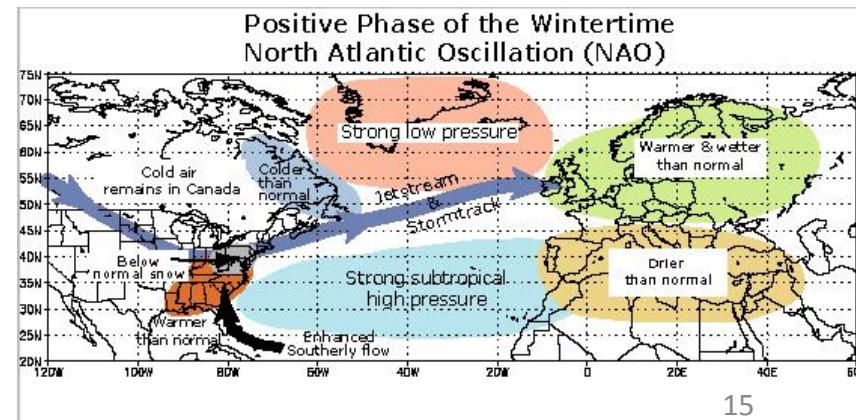 Positive Phase of the Wintertime
North Atlantic Oscillation (NAO)
75N
70N
65N
60N
55N
50N
45N
40N
35N
30N
25N
20N
Strong low pressure
Warmer & wetter
than normal
Cold air
remains in Canada
Colder
than
normal
Jetstream
&
Stormtrack
Below
normal snow
Strong subtropical
high pressure
Drier
than normal
Warmer
than normal
Enhanced
Southerly flow
120W 100W 80W 60W 40W 20W 0 20E 40E 6
15